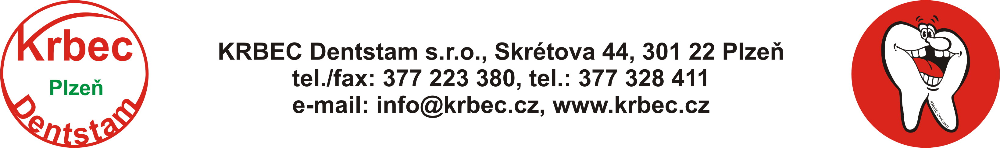 Krbec
Plzeň
Dentstam
KRBEC Dentstam s.r.o., Skrétova 44, 301 22 Plzeň
tel./fax: 377 223 380, tel.: 377 328 411
e-mail: info@krbec.cz, www.krbec.cz
KRBEC Dentstam